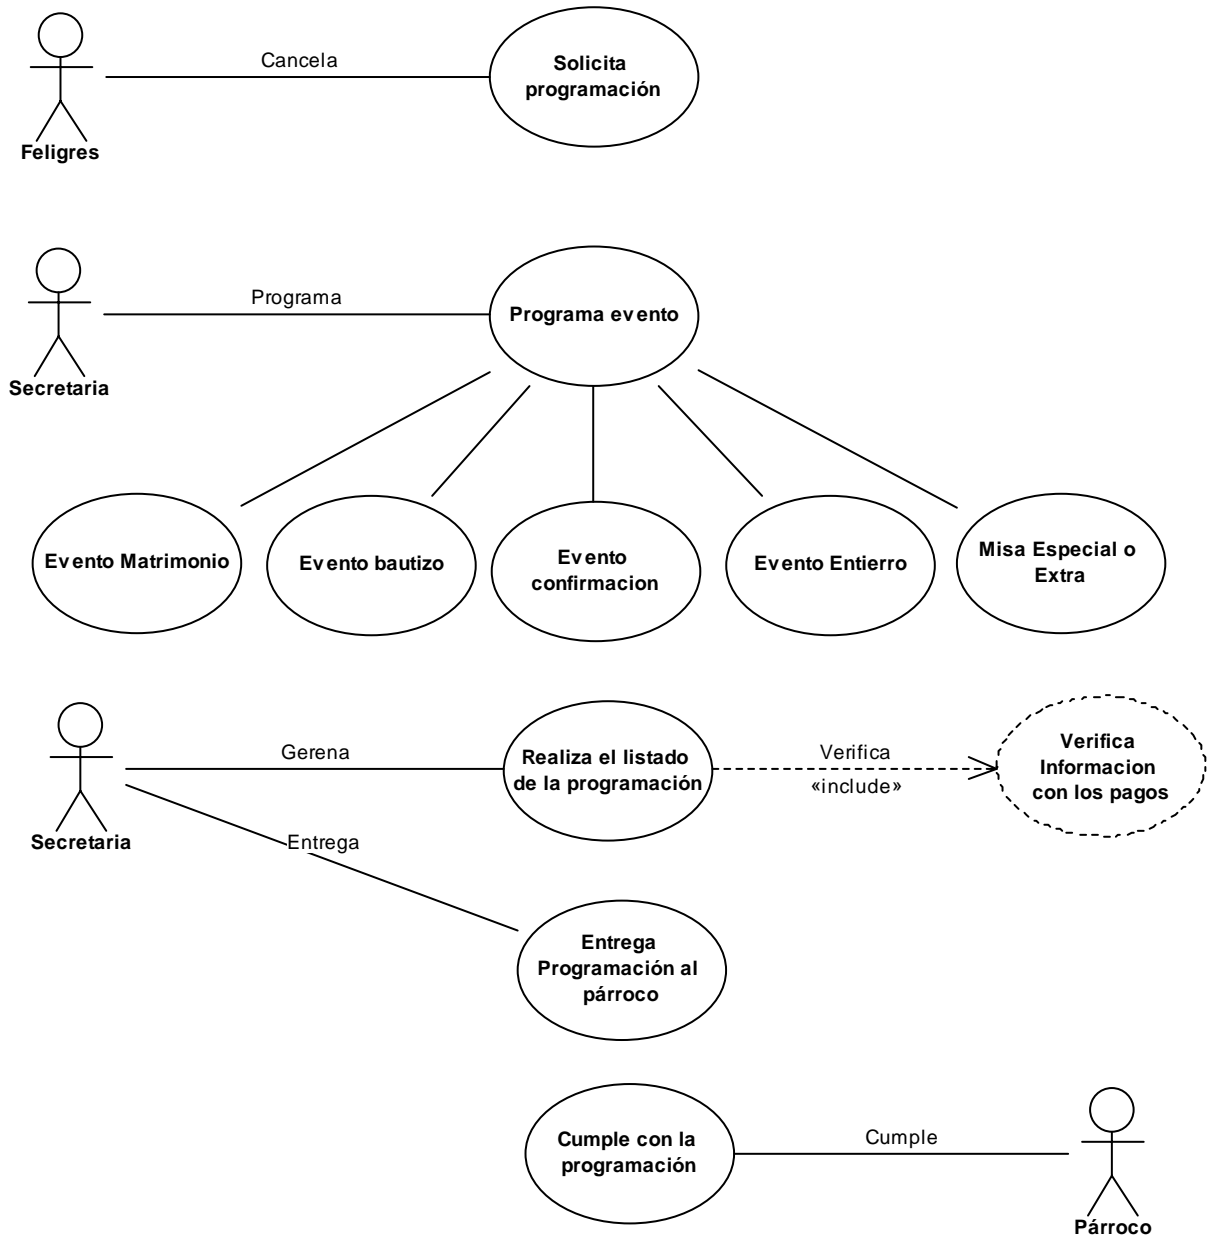 Cancela
Solicita
programación
Feligres
Programa
Programa evento
Secretaria
Evento Matrimonio
Evento bautizo
Evento
confirmacion
Evento Entierro
Misa Especial o
Extra
Gerena
Realiza el listado
de la programación
Verifica
«include»
Verifica
Informacion
con los pagos
Secretaria
Entrega
Entrega
Programación al
párroco
Cumple con la
programación
Cumple
Párroco